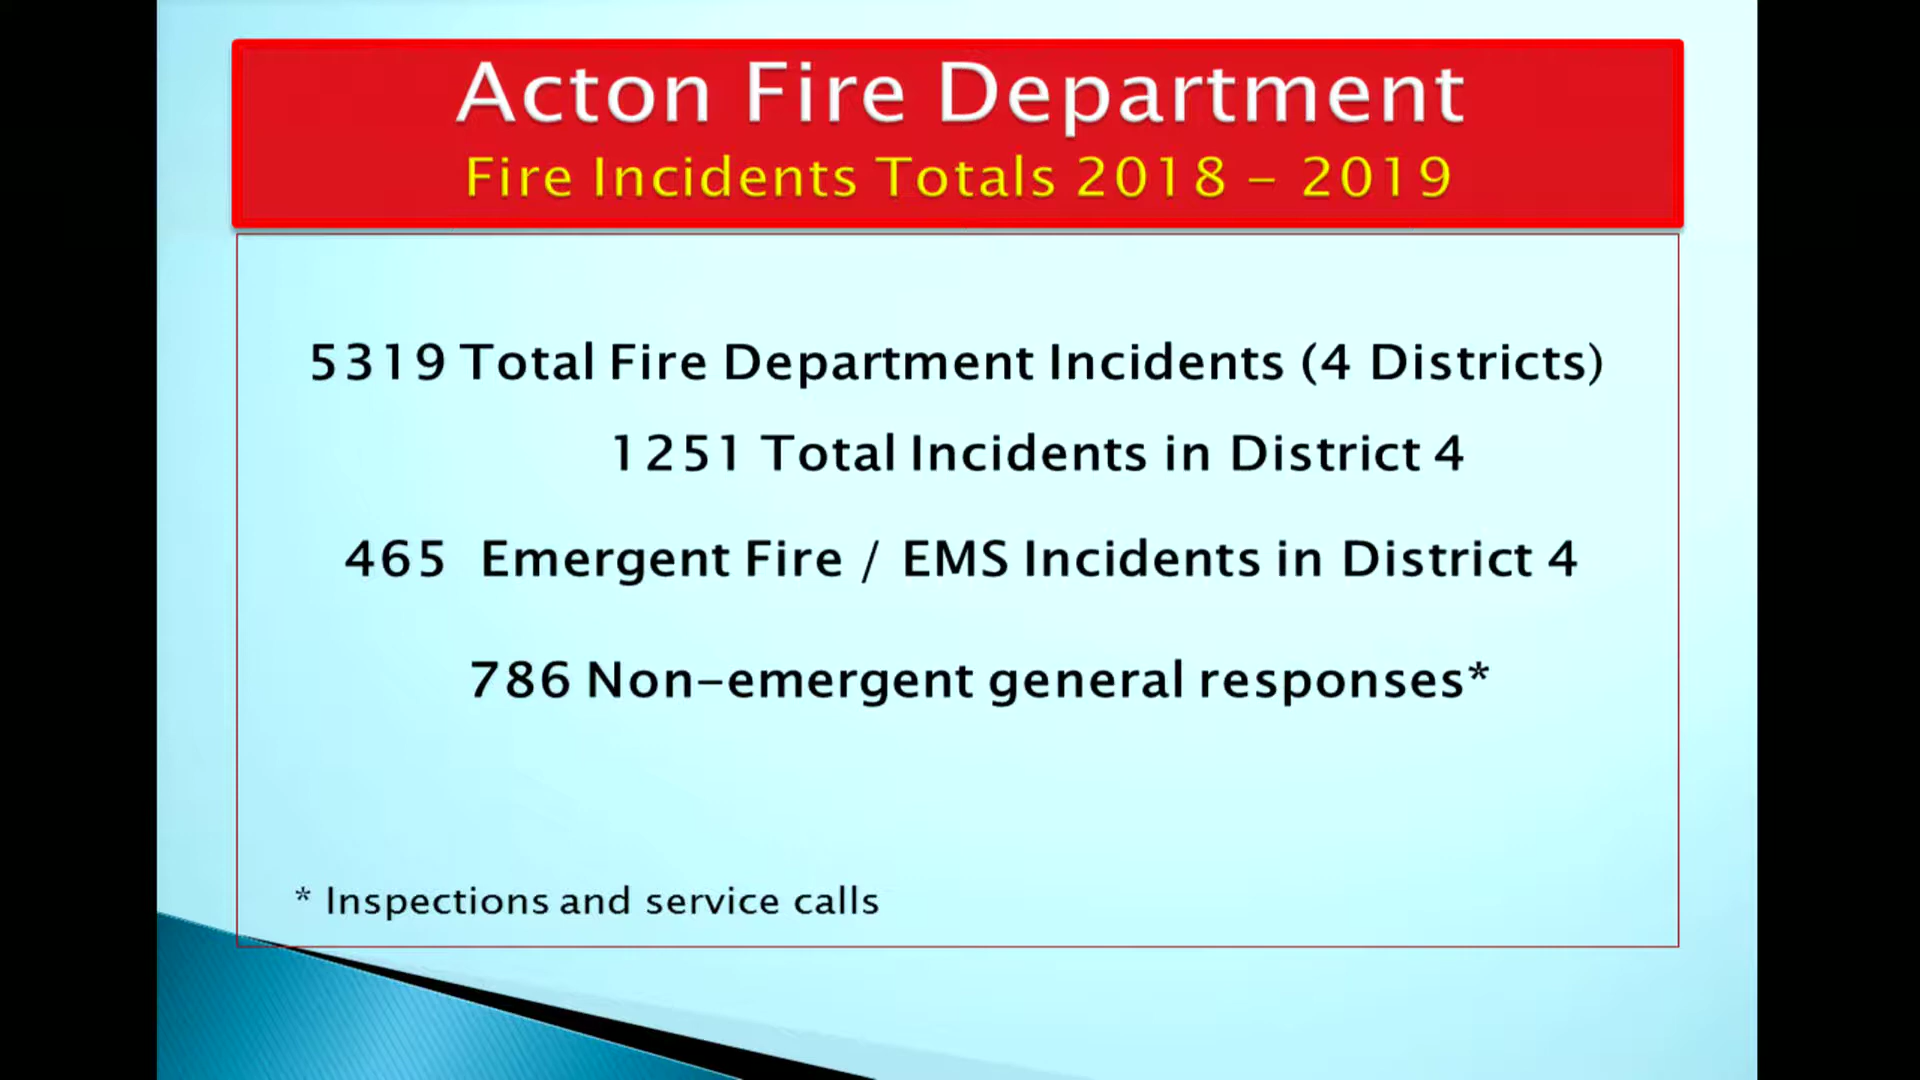 Acton Fire Department
Fire Incidents Totals 2018 – 2019
5319 Total Fire Department Incidents (4 Districts)
1251 Total Incidents in District 4
465 Emergent Fire / EMS Incidents in District 4
786 Non-emergent general responses*
* Inspections and service calls